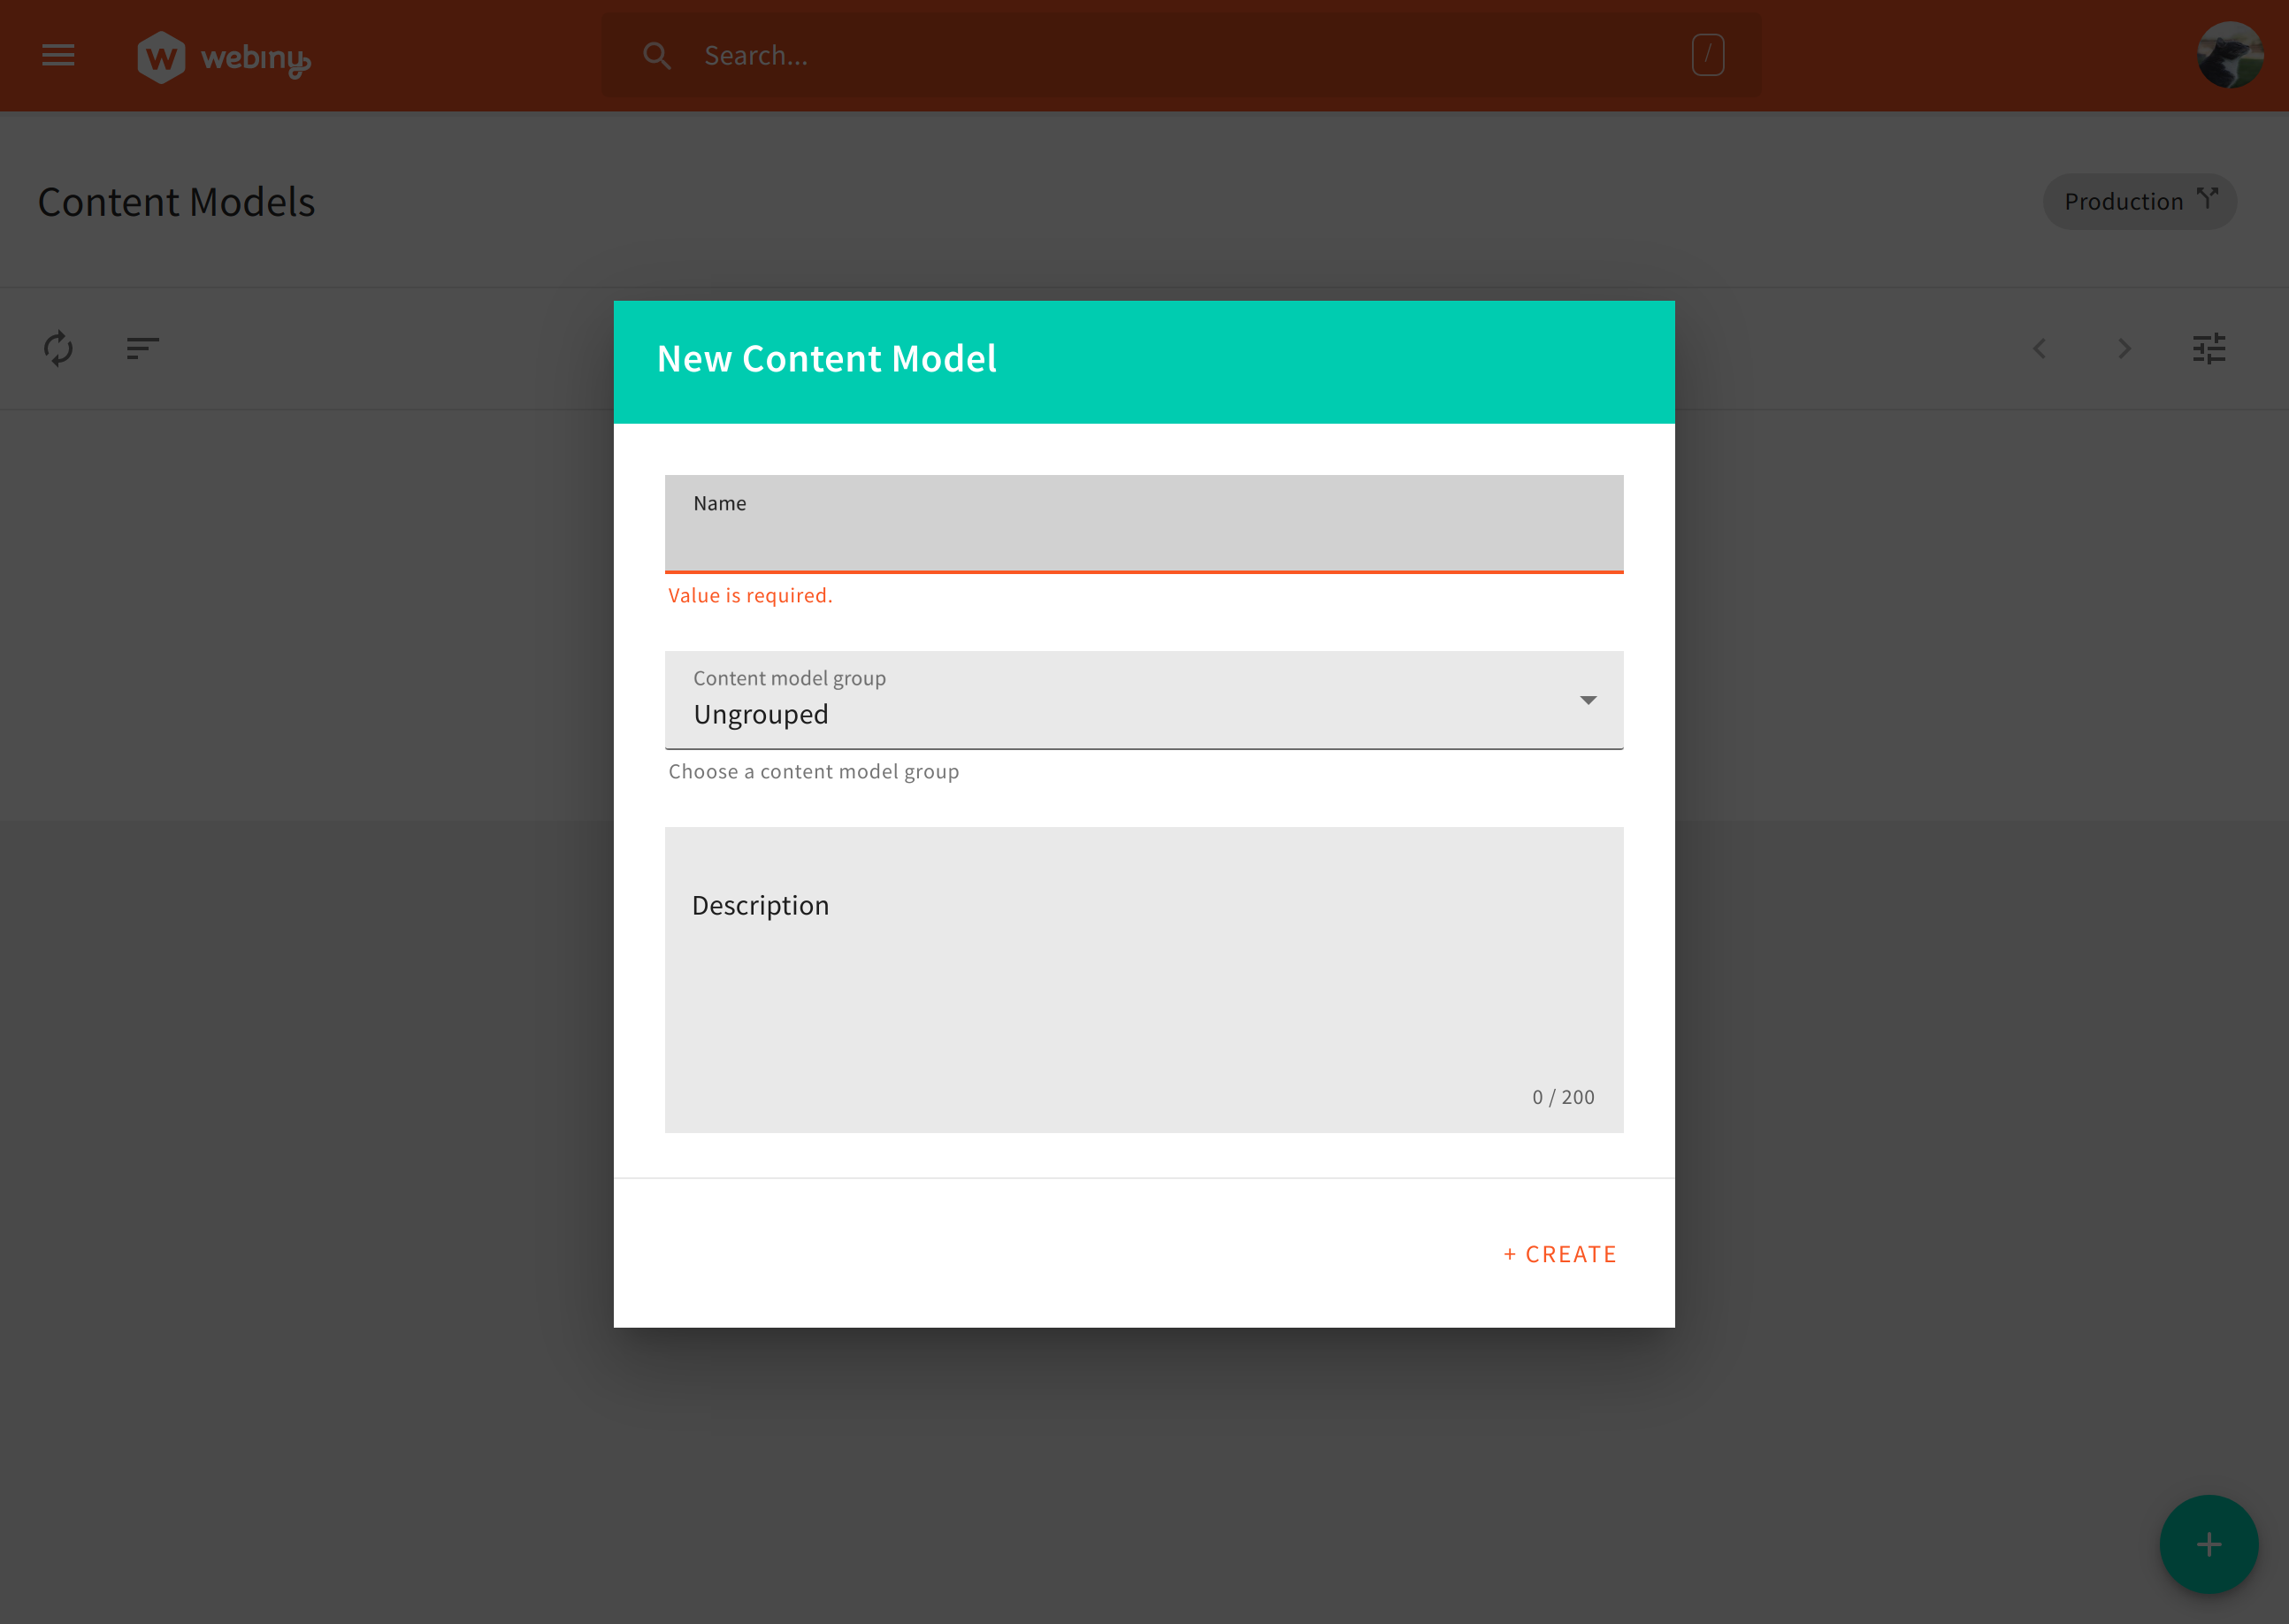 webiny
Search...
/
Content Models
Production
New Content Model
Name
Value is required.
Content model group
Ungrouped
Choose a content model group
Description
0 / 200
+ CREATE